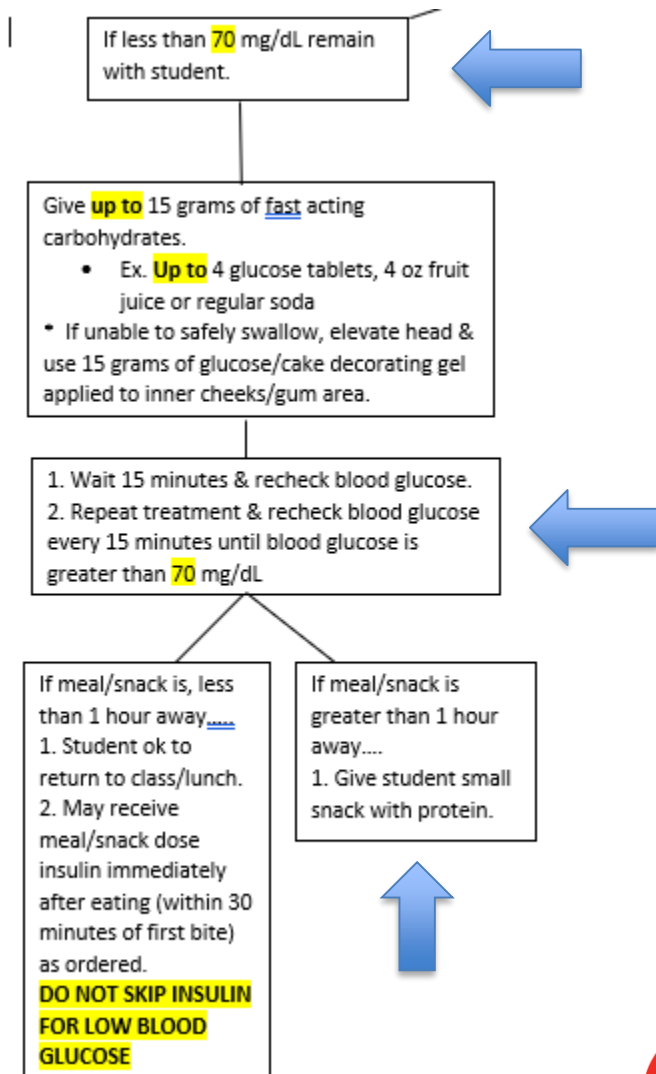 If less than 70 mg/dL remain
with student.
Give up to 15 grams of fast acting
carbohydrates.
• Ex. Up to 4 glucose tablets, 4 oz fruit
juice or regular soda
* If unable to safely swallow, elevate head &
use 15 grams of glucose/cake decorating gel
applied to inner cheeks/gum area.
1. Wait 15 minutes & recheck blood glucose.
2. Repeat treatment & recheck blood glucose
every 15 minutes until blood glucose is
greater than 70 mg/dL
If meal/snack is, less
than 1 hour away.....
1. Student ok to
return to class/lunch.
2. May receive
meal/snack dose
insulin immediately
after eating (within 30
minutes of first bite)
as ordered.
DO NOT SKIP INSULIN
FOR LOW BLOOD
GLUCOSE
If meal/snack is
greater than 1 hour
away....
1. Give student small
snack with protein.